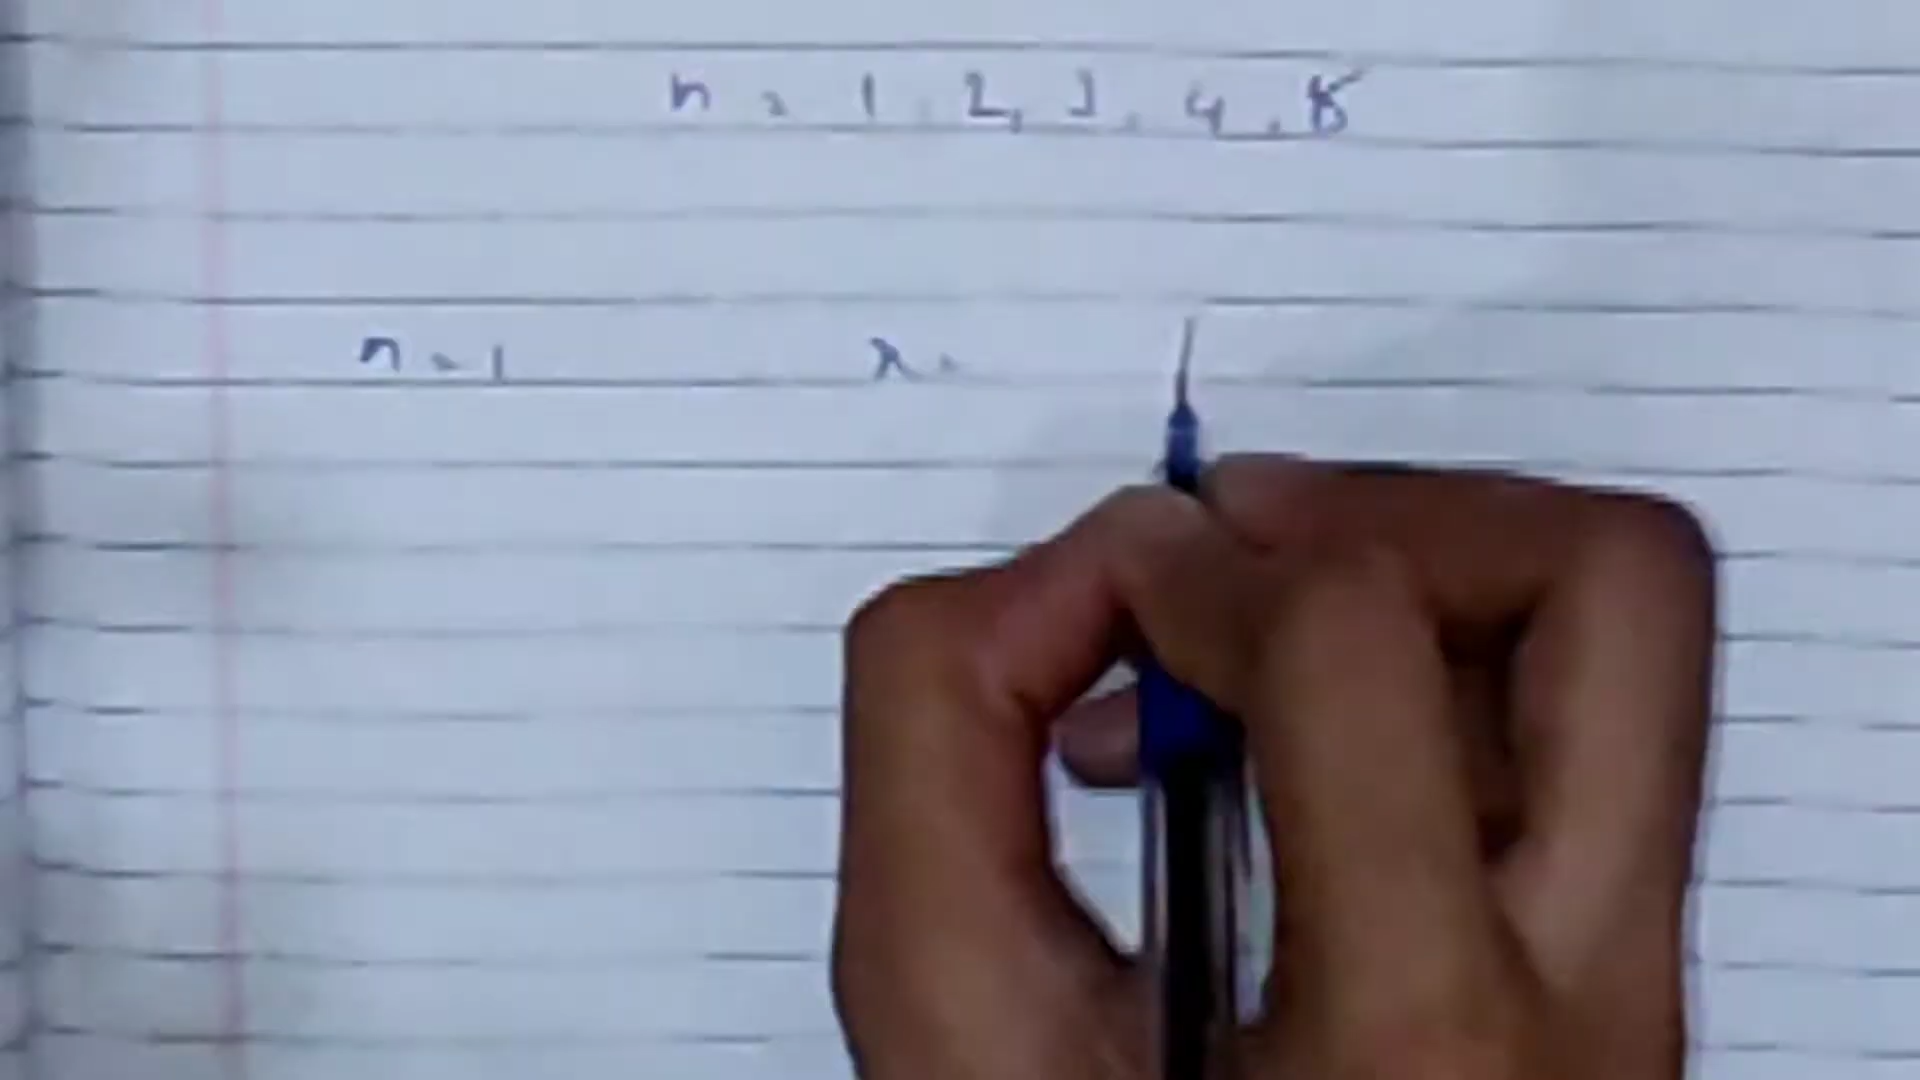 n = 1, 2, 3, 4, 5
n = 1 x =